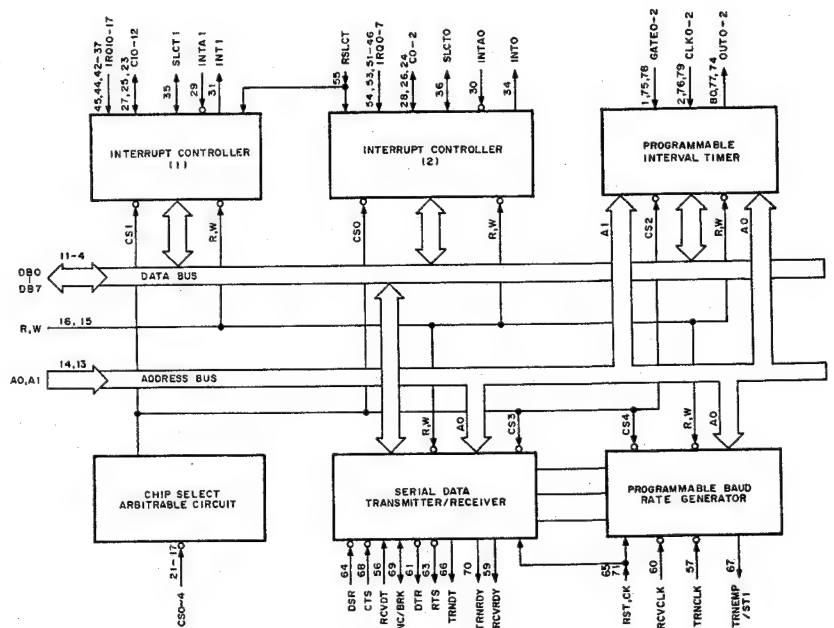 45,44,42-37
IRQ10-17
27, 25, 23
C10-12
35
SLCT1
29
INTA1
31
INT1
55
RSLCT
54, 53, 51-46
IRQ0-7
28, 26, 24
C0-2
36
SLCT0
30
INTA0
34
INT0
1,75,78
GATE0-2
2,76,79
CLK0-2
80,77,74
OUT0-2
INTERRUPT CONTROLLER
(1)
INTERRUPT CONTROLLER
(2)
PROGRAMMABLE
INTERVAL TIMER
CS1
R,W
CS0
R,W
A1
CS2
R,W
A0
DB0
DB7
11-4
DATA BUS
R,W
16, 15
A0,A1
14,13
ADDRESS BUS
R,W
A0
CS3
CS4
R,W
A0
CHIP SELECT
ARBITRABLE CIRCUIT
SERIAL DATA
TRANSMITTER/RECEIVER
PROGRAMMABLE BAUD
RATE GENERATOR
21-17
CS0-4
64
DSR
68
CTS
56
RCVDT
69
NC/BRK
61
DTR
63
RTS
66
TRNDT
70
TRNRDY
59
RCVRDY
65
71
RST,CK
60
RCVCLK
57
TRNCLK
67
TRNEMP
/ST1